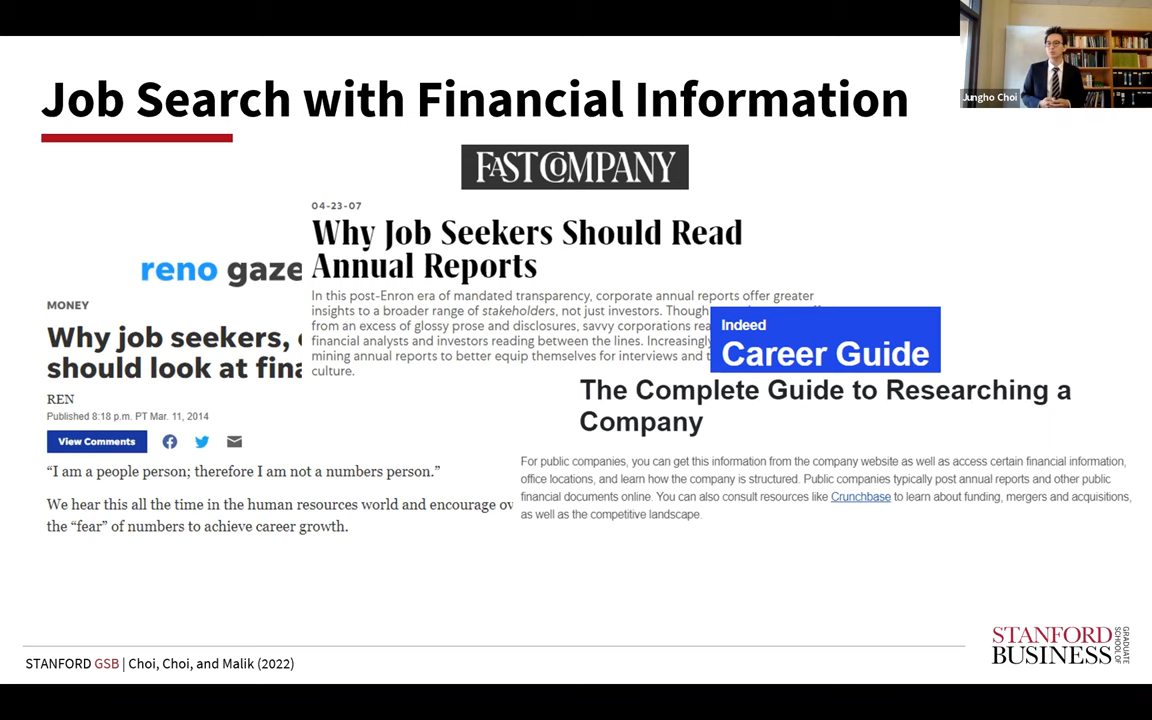 Jungho Choi
Job Search with Financial Information
FAST COMPANY
04-23-07
Why Job Seekers Should Read
Annual Reports
In this post-Enron era of mandated transparency, corporate annual reports offer greater
insights to a broader range of stakeholders, not just investors. Though
from an excess of glossy prose and disclosures, savvy corporations rea
financial analysts and investors reading between the lines. Increasingly
mining annual reports to better equip themselves for interviews and t
culture.
reno gaze
MONEY
Why job seekers,
should look at fina
REN
Published 8:18 p.m. PT Mar. 11, 2014
View Comments
“I am a people person; therefore I am not a numbers person.”
We hear this all the time in the human resources world and encourage ov
the “fear” of numbers to achieve career growth.
Indeed
Career Guide
The Complete Guide to Researching a
Company
For public companies, you can get this information from the company website as well as access certain financial information,
office locations, and learn how the company is structured. Public companies typically post annual reports and other public
financial documents online. You can also consult resources like Crunchbase to learn about funding, mergers and acquisitions,
as well as the competitive landscape.
STANFORD GSB | Choi, Choi, and Malik (2022)
STANFORD
BUSINESS
GRADUATE
SCHOOL OF